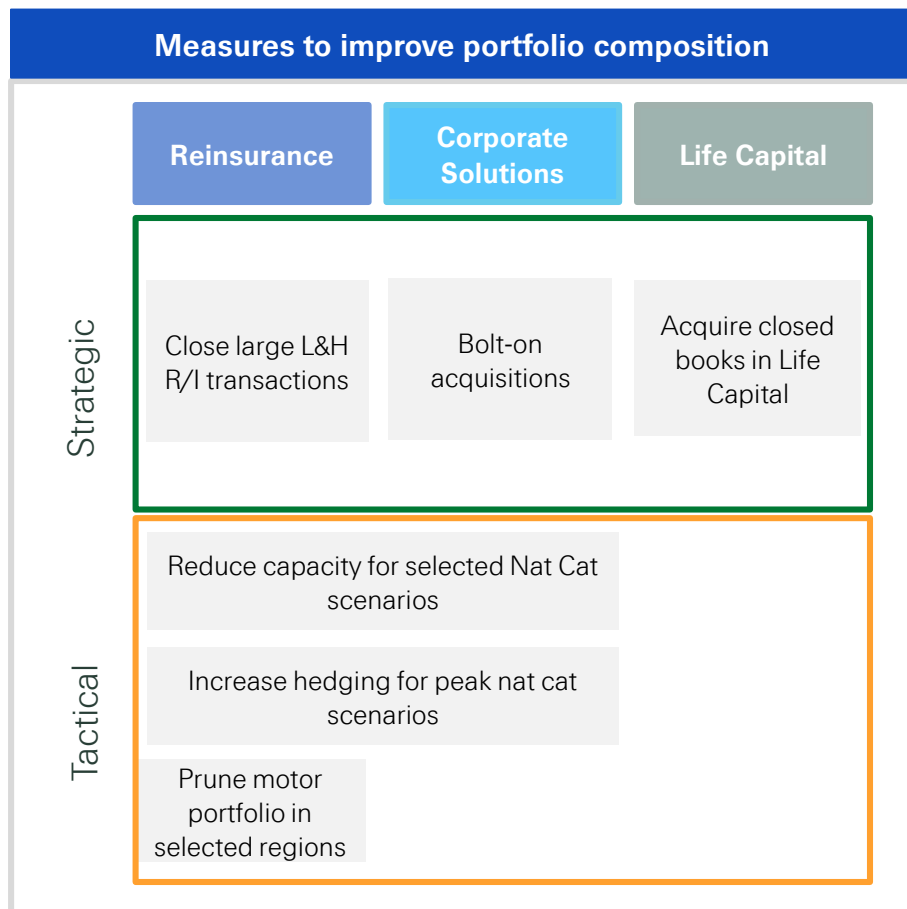 Measures to improve portfolio composition
Reinsurance
Corporate
Solutions
Life Capital
Strategic
Close large L&H
R/I transactions
Bolt-on
acquisitions
Acquire closed
books in Life
Capital
Tactical
Reduce capacity for selected Nat Cat
scenarios
Increase hedging for peak nat cat
scenarios
Prune motor
portfolio in
selected regions